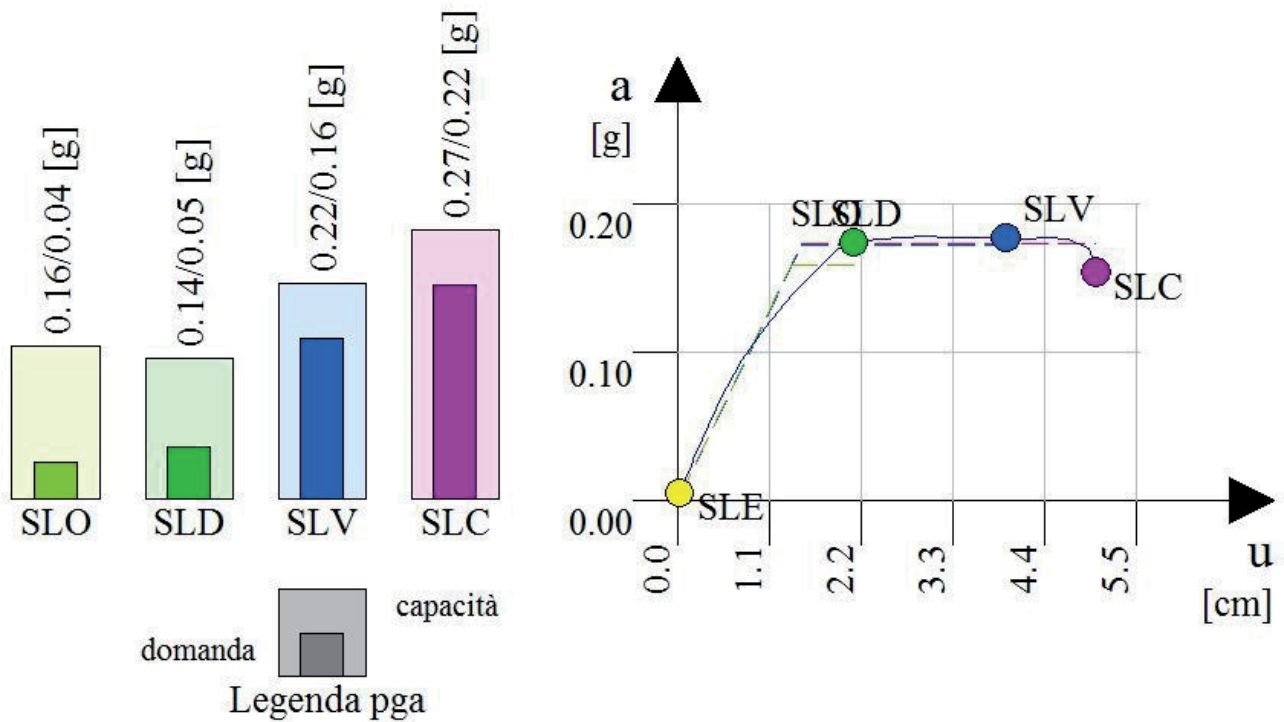 0.16/0.04 [g]
0.14/0.05 [g]
0.22/0.16 [g]
0.27/0.22 [g]
SLO
SLD
SLV
SLC
domanda
capacità
Legenda pga
a
[g]
0.20
0.10
0.00
SLO
SLD
SLV
SLC
SLE
0.0
1.1
2.2
3.3
4.4
5.5
u
[cm]